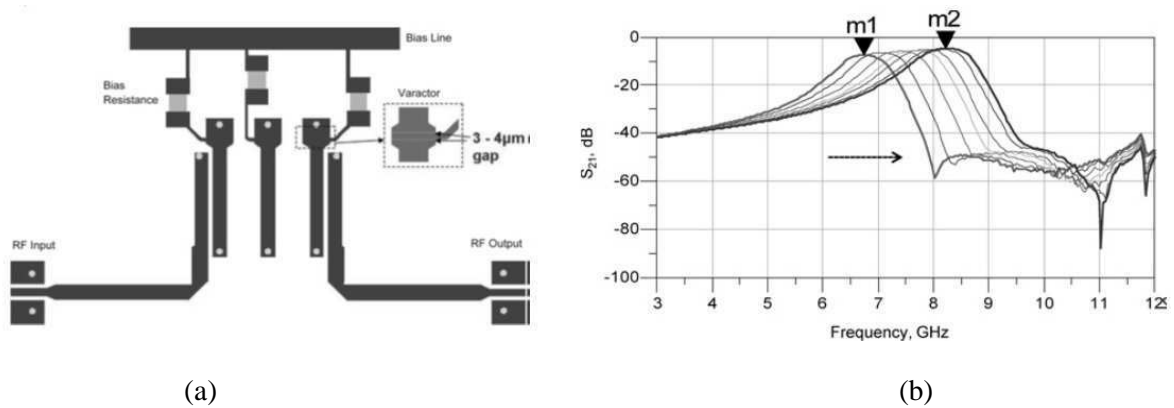 Bias Line
Bias
Resistance
Varactor
3 - 4µm
gap
RF Input
RF Output
m1
m2
0
-20
-40
-60
-80
-100
S21, dB
3
4
5
6
7
8
9
10
11
12
Frequency, GHz
(a)
(b)